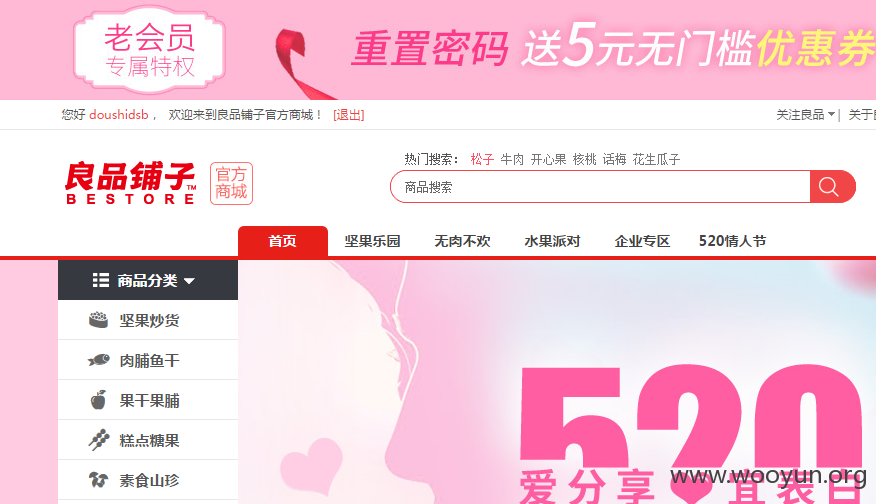 老会员
专属特权
重置密码 送5元无门槛优惠券
您好 doushidsb， 欢迎来到良品铺子官方商城！ [退出]
关注良品 | 关于
热门搜索： 松子 牛肉 开心果 核桃 话梅 花生瓜子
良品铺子™
BESTORE
官方
商城
商品搜索
首页 坚果乐园 无肉不欢 水果派对 企业专区 520情人节
商品分类
坚果炒货
肉脯鱼干
果干果脯
糕点糖果
素食山珍
520
爱分享 宜表白
www.wooyun.org